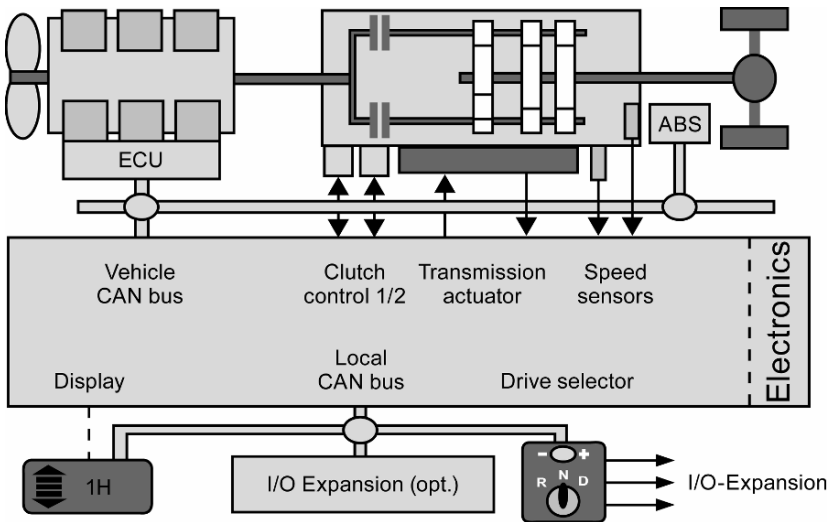 ECU
ABS
Vehicle
CAN bus
Clutch
control 1/2
Transmission
actuator
Speed
sensors
Electronics
Display
Local
CAN bus
Drive selector
1H
I/O Expansion (opt.)
- +
R N D
I/O-Expansion